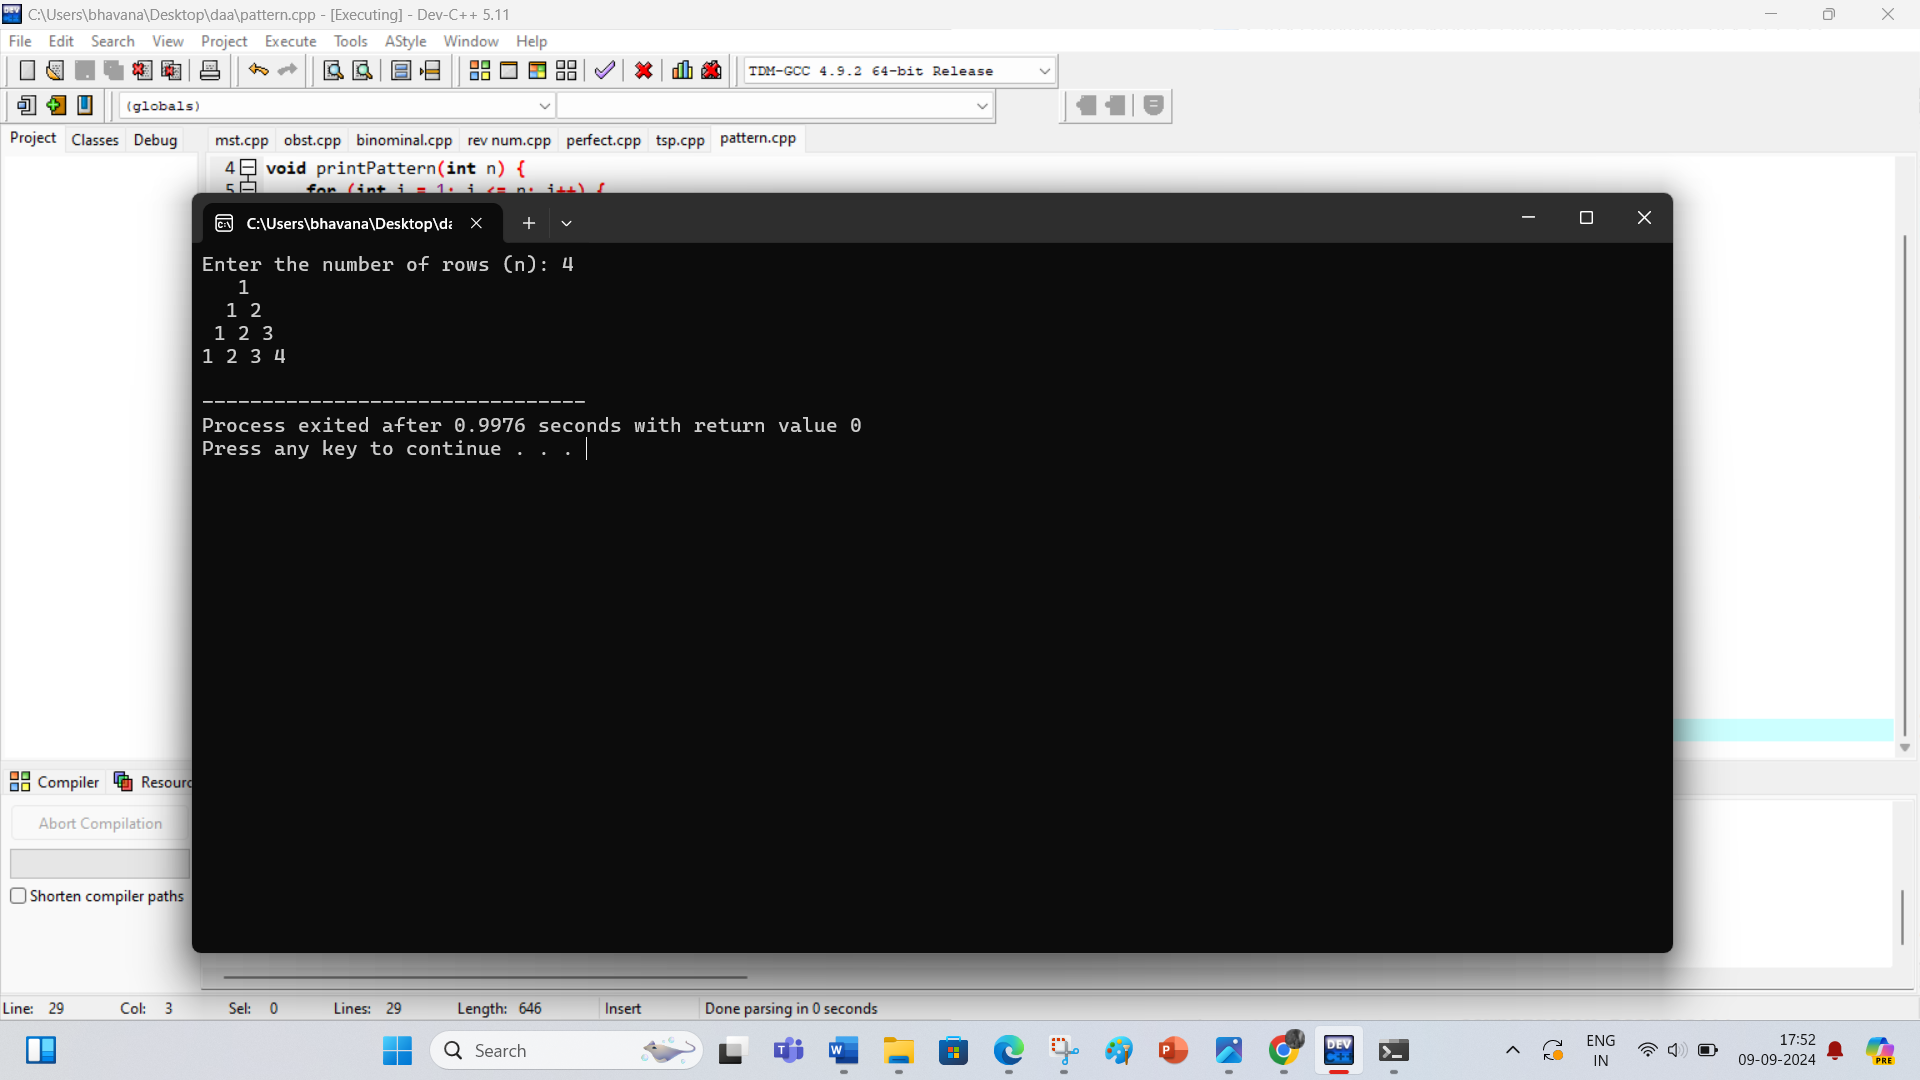 C:\Users\bhavana\Desktop\daa\pattern.cpp - [Executing] - Dev-C++ 5.11
File Edit Search View Project Execute Tools AStyle Window Help
TDM-GCC 4.9.2 64-bit Release
(globals)
Project Classes Debug
mst.cpp obst.cpp binominal.cpp rev num.cpp perfect.cpp tsp.cpp pattern.cpp
4 void printPattern(int n) {
5 for (int i = 1; i <= n; i++) {
C:\Users\bhavana\Desktop\da
Enter the number of rows (n): 4
   1
  1 2
 1 2 3
1 2 3 4
--------------------------------
Process exited after 0.9976 seconds with return value 0
Press any key to continue . . .
Compiler Resourc
Abort Compilation
Shorten compiler paths
Line: 29 Col: 3 Sel: 0 Lines: 29 Length: 646 Insert Done parsing in 0 seconds
Search
DEV
C++
PRE
ENG
IN
17:52
09-09-2024